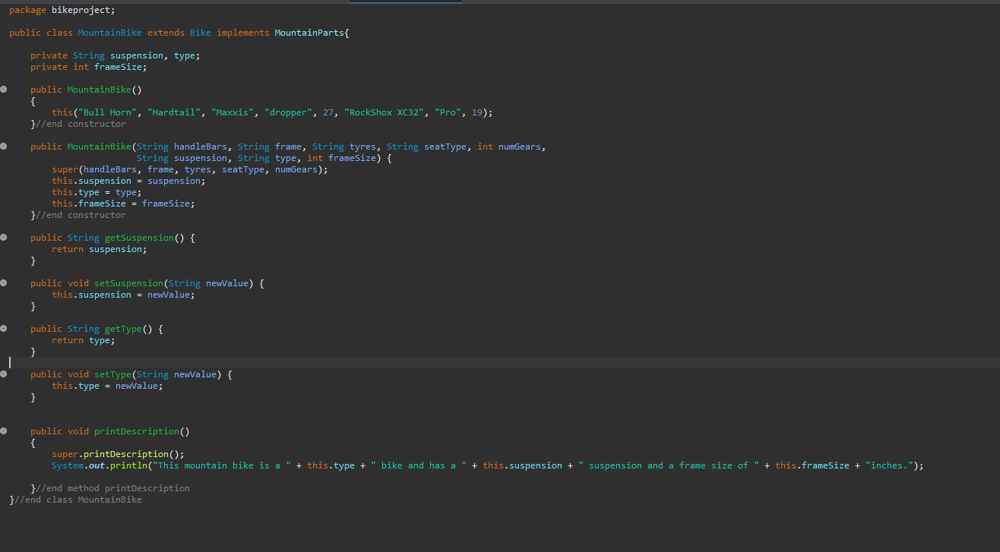 package bikeproject;
public class MountainBike extends Bike implements MountainParts{
private String suspension, type;
private int frameSize;
public MountainBike()
{
this("Bull Horn", "Hardtail", "Maxxis", "dropper", 27, "RockShox XC32", "Pro", 19);
}//end constructor
public MountainBike(String handleBars, String frame, String tyres, String seatType, int numGears,
String suspension, String type, int frameSize) {
super(handleBars, frame, tyres, seatType, numGears);
this.suspension = suspension;
this.type = type;
this.frameSize = frameSize;
}//end constructor
public String getSuspension() {
return suspension;
}
public void setSuspension(String newValue) {
this.suspension = newValue;
}
public String getType() {
return type;
}
public void setType(String newValue) {
this.type = newValue;
}
public void printDescription()
{
super.printDescription();
System.out.println("This mountain bike is a " + this.type + " bike and has a " + this.suspension + " suspension and a frame size of " + this.frameSize + "inches.");
}//end method printDescription
}//end class MountainBike